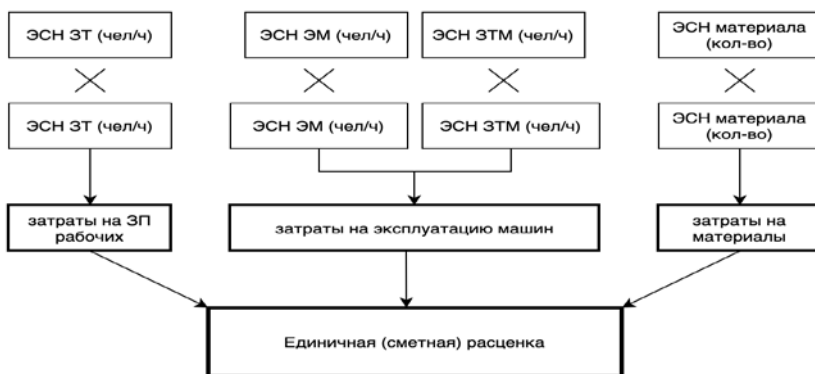 ЭСН ЗТ (чел/ч)
ЭСН ЭМ (чел/ч)
ЭСН ЗТМ (чел/ч)
ЭСН материала
(кол-во)
ЭСН ЗТ (чел/ч)
ЭСН ЭМ (чел/ч)
ЭСН ЗТМ (чел/ч)
ЭСН материала
(кол-во)
затраты на ЗП
рабочих
затраты на эксплуатацию машин
затраты на
материалы
Единичная (сметная) расценка